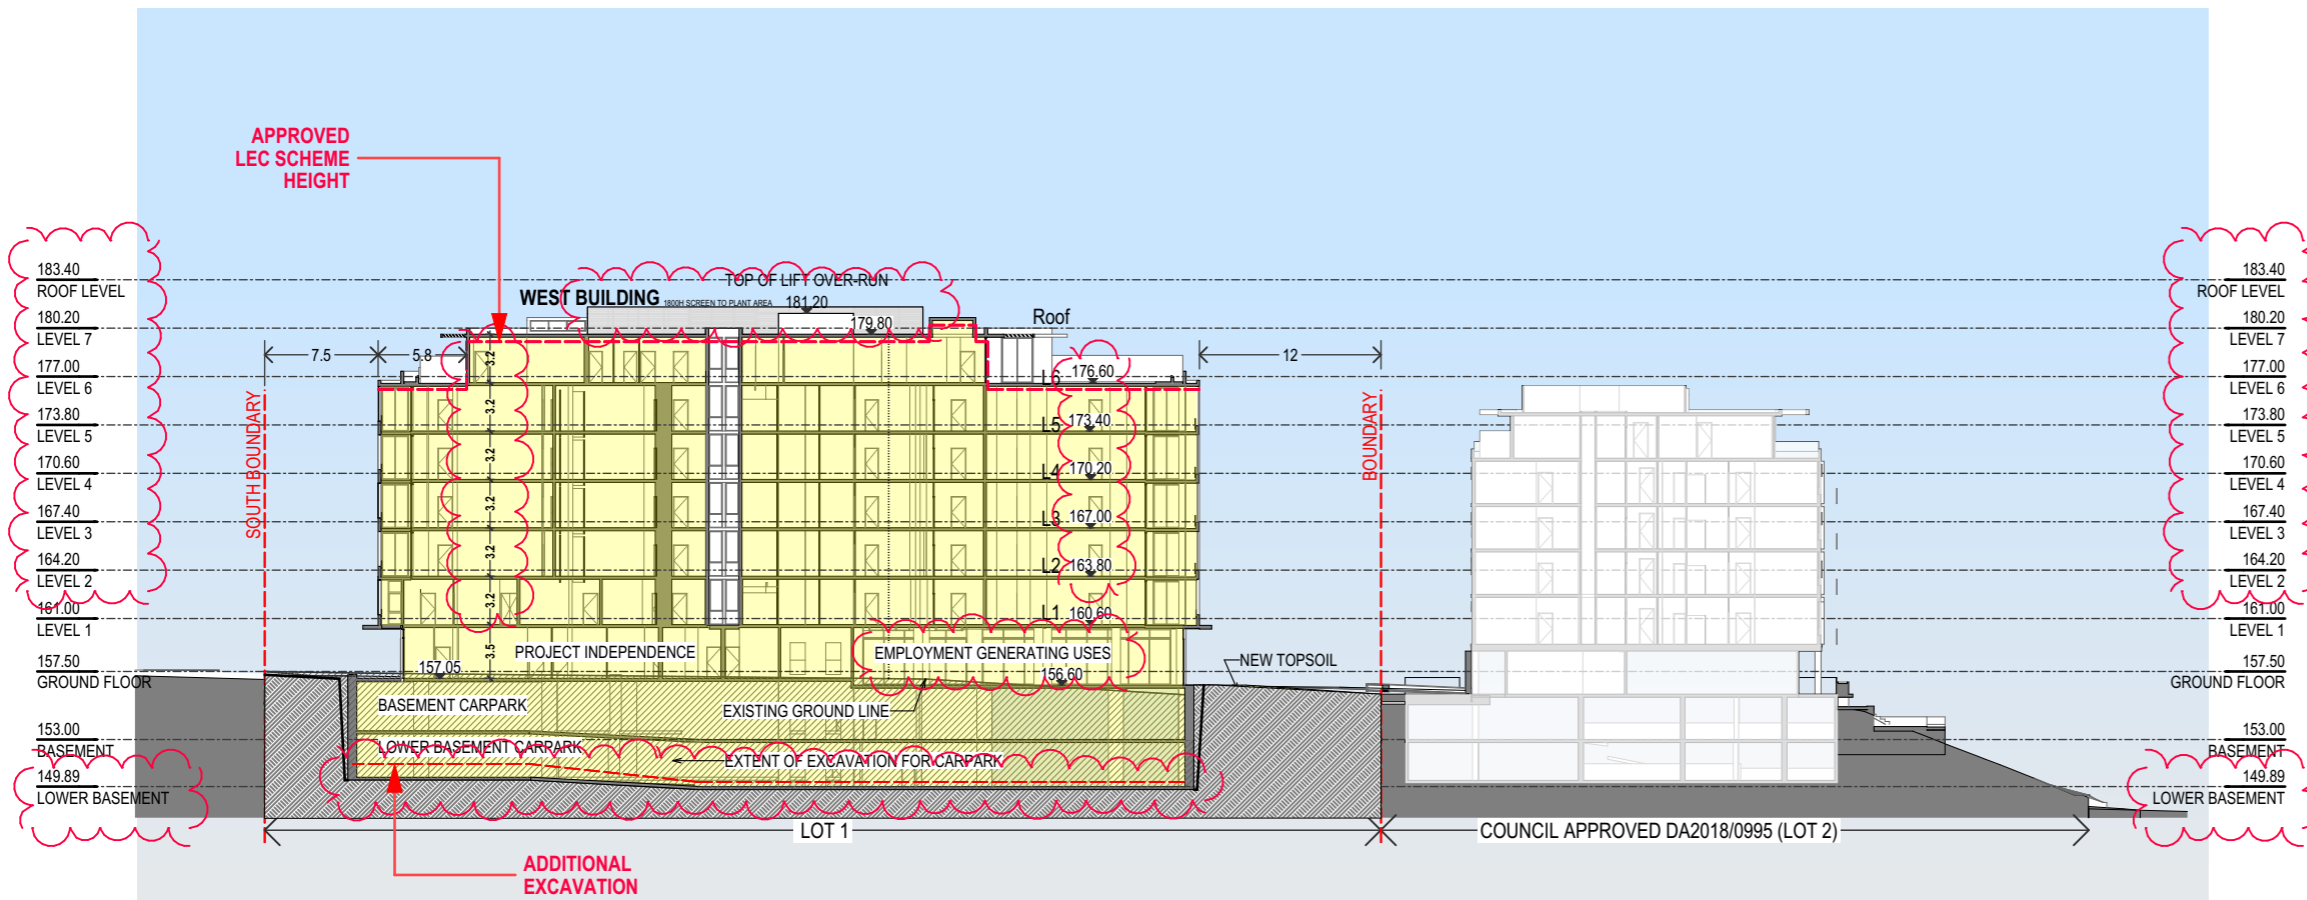 APPROVED
LEC SCHEME
HEIGHT
183.40
ROOF LEVEL
180.20
LEVEL 7
177.00
LEVEL 6
173.80
LEVEL 5
170.60
LEVEL 4
167.40
LEVEL 3
164.20
LEVEL 2
161.00
LEVEL 1
157.50
GROUND FLOOR
153.00
BASEMENT
149.89
LOWER BASEMENT
SOUTH BOUNDARY
7.5
5.8
WEST BUILDING
1800H SCREEN TO PLANT AREA
TOP OF LIFT OVER-RUN
181.20
179.80
Roof
3.2
3.2
3.2
3.2
3.2
3.2
3.5
L6 176.60
L5 173.40
L4 170.20
L3 167.00
L2 163.80
L1 160.60
12
BOUNDARY
PROJECT INDEPENDENCE
EMPLOYMENT GENERATING USES
157.05
156.60
NEW TOPSOIL
BASEMENT CARPARK
EXISTING GROUND LINE
LOWER BASEMENT CARPARK
EXTENT OF EXCAVATION FOR CARPARK
LOT 1
COUNCIL APPROVED DA2018/0995 (LOT 2)
ADDITIONAL
EXCAVATION
183.40
ROOF LEVEL
180.20
LEVEL 7
177.00
LEVEL 6
173.80
LEVEL 5
170.60
LEVEL 4
167.40
LEVEL 3
164.20
LEVEL 2
161.00
LEVEL 1
157.50
GROUND FLOOR
153.00
BASEMENT
149.89
LOWER BASEMENT